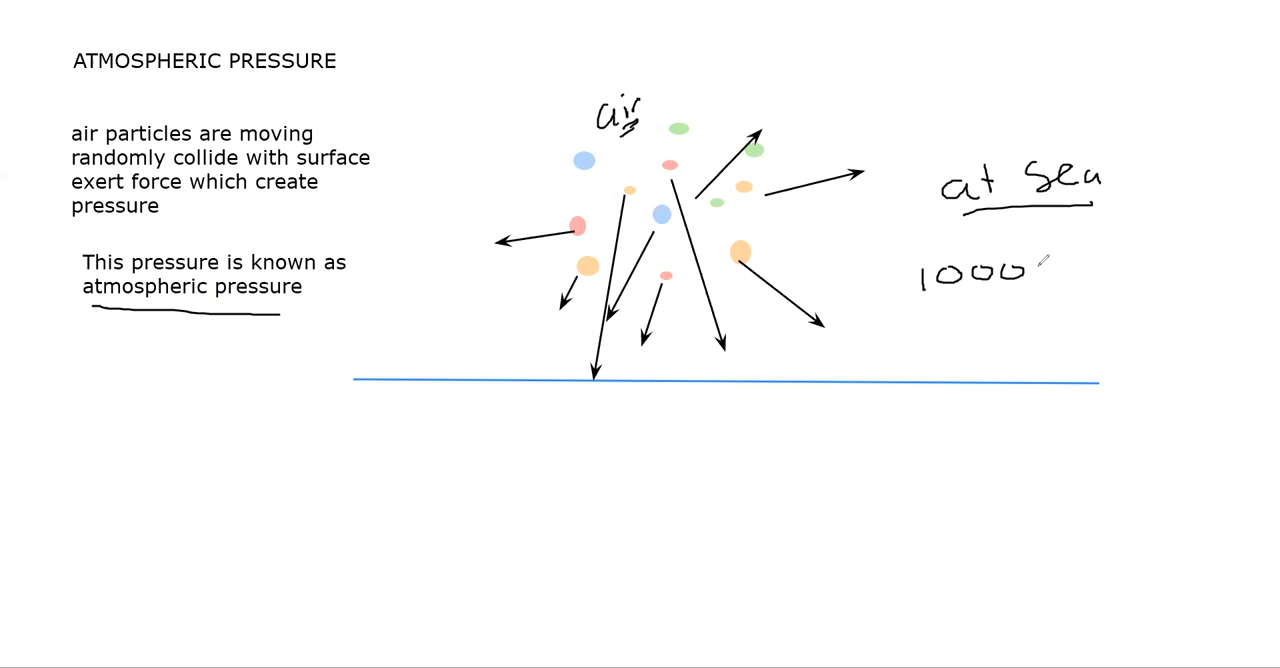 ATMOSPHERIC PRESSURE
air
air particles are moving
randomly collide with surface
exert force which create
pressure
at sea
This pressure is known as
atmospheric pressure
1000